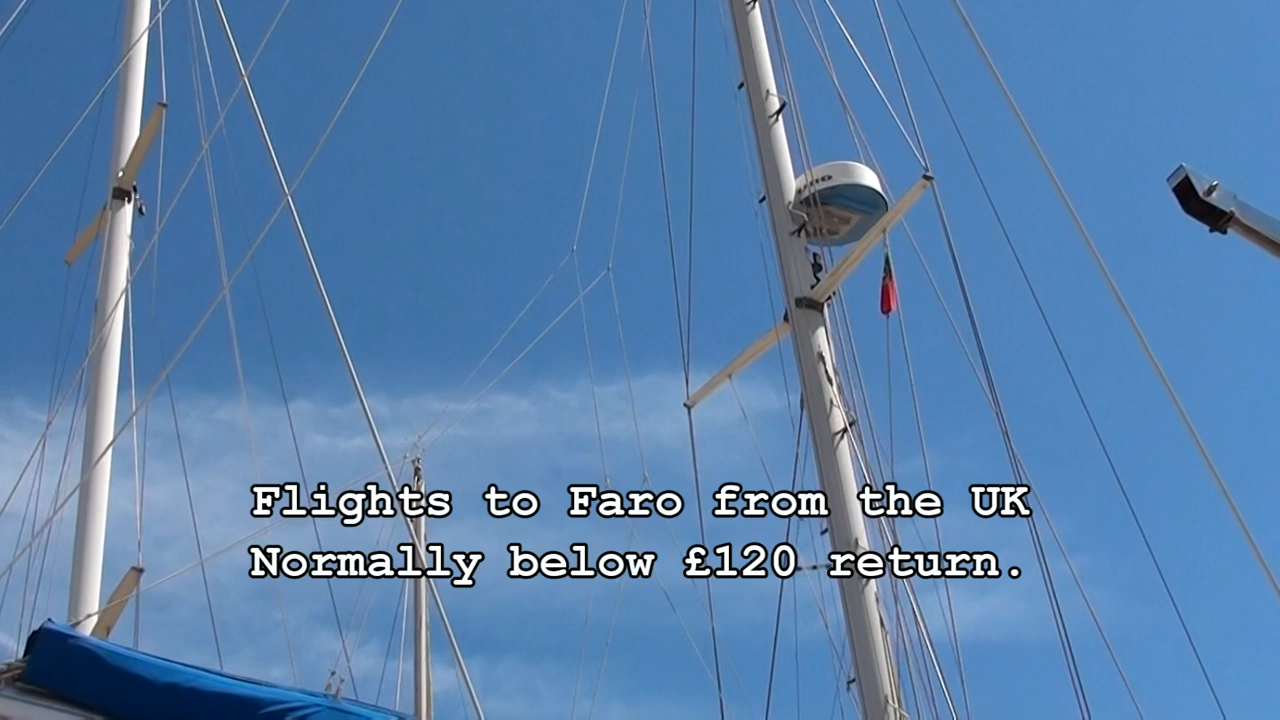 Flights to Faro from the UK
Normally below £120 return.